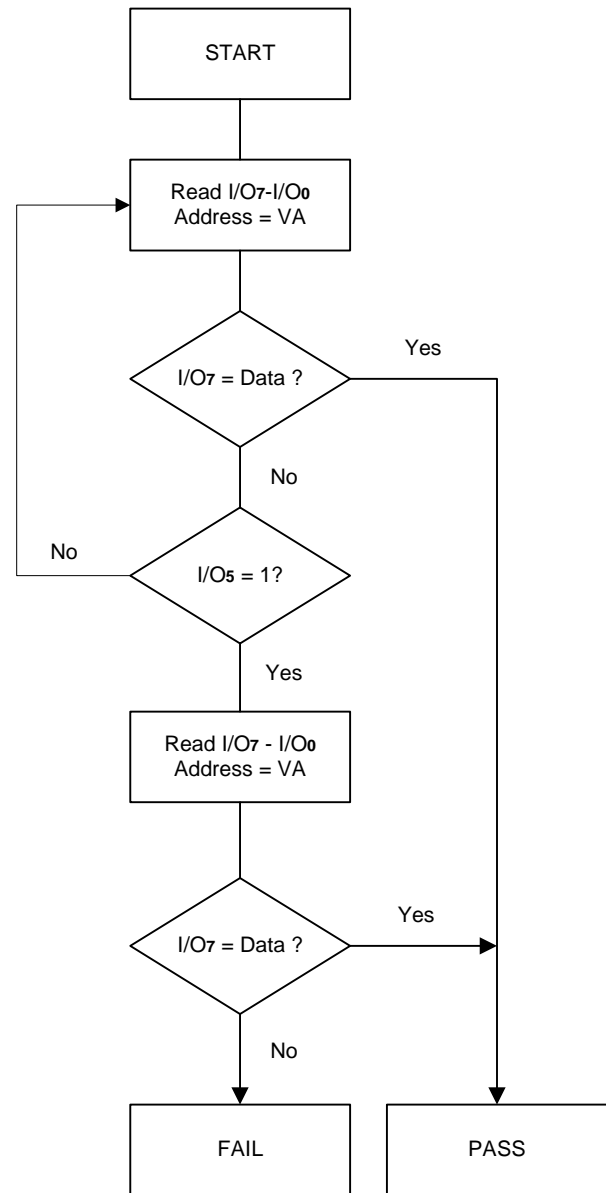 START
Read I/O7-I/O0
Address = VA
Yes
I/O7 = Data ?
No
No
I/O5 = 1?
Yes
Read I/O7 - I/O0
Address = VA
Yes
I/O7 = Data ?
No
FAIL
PASS